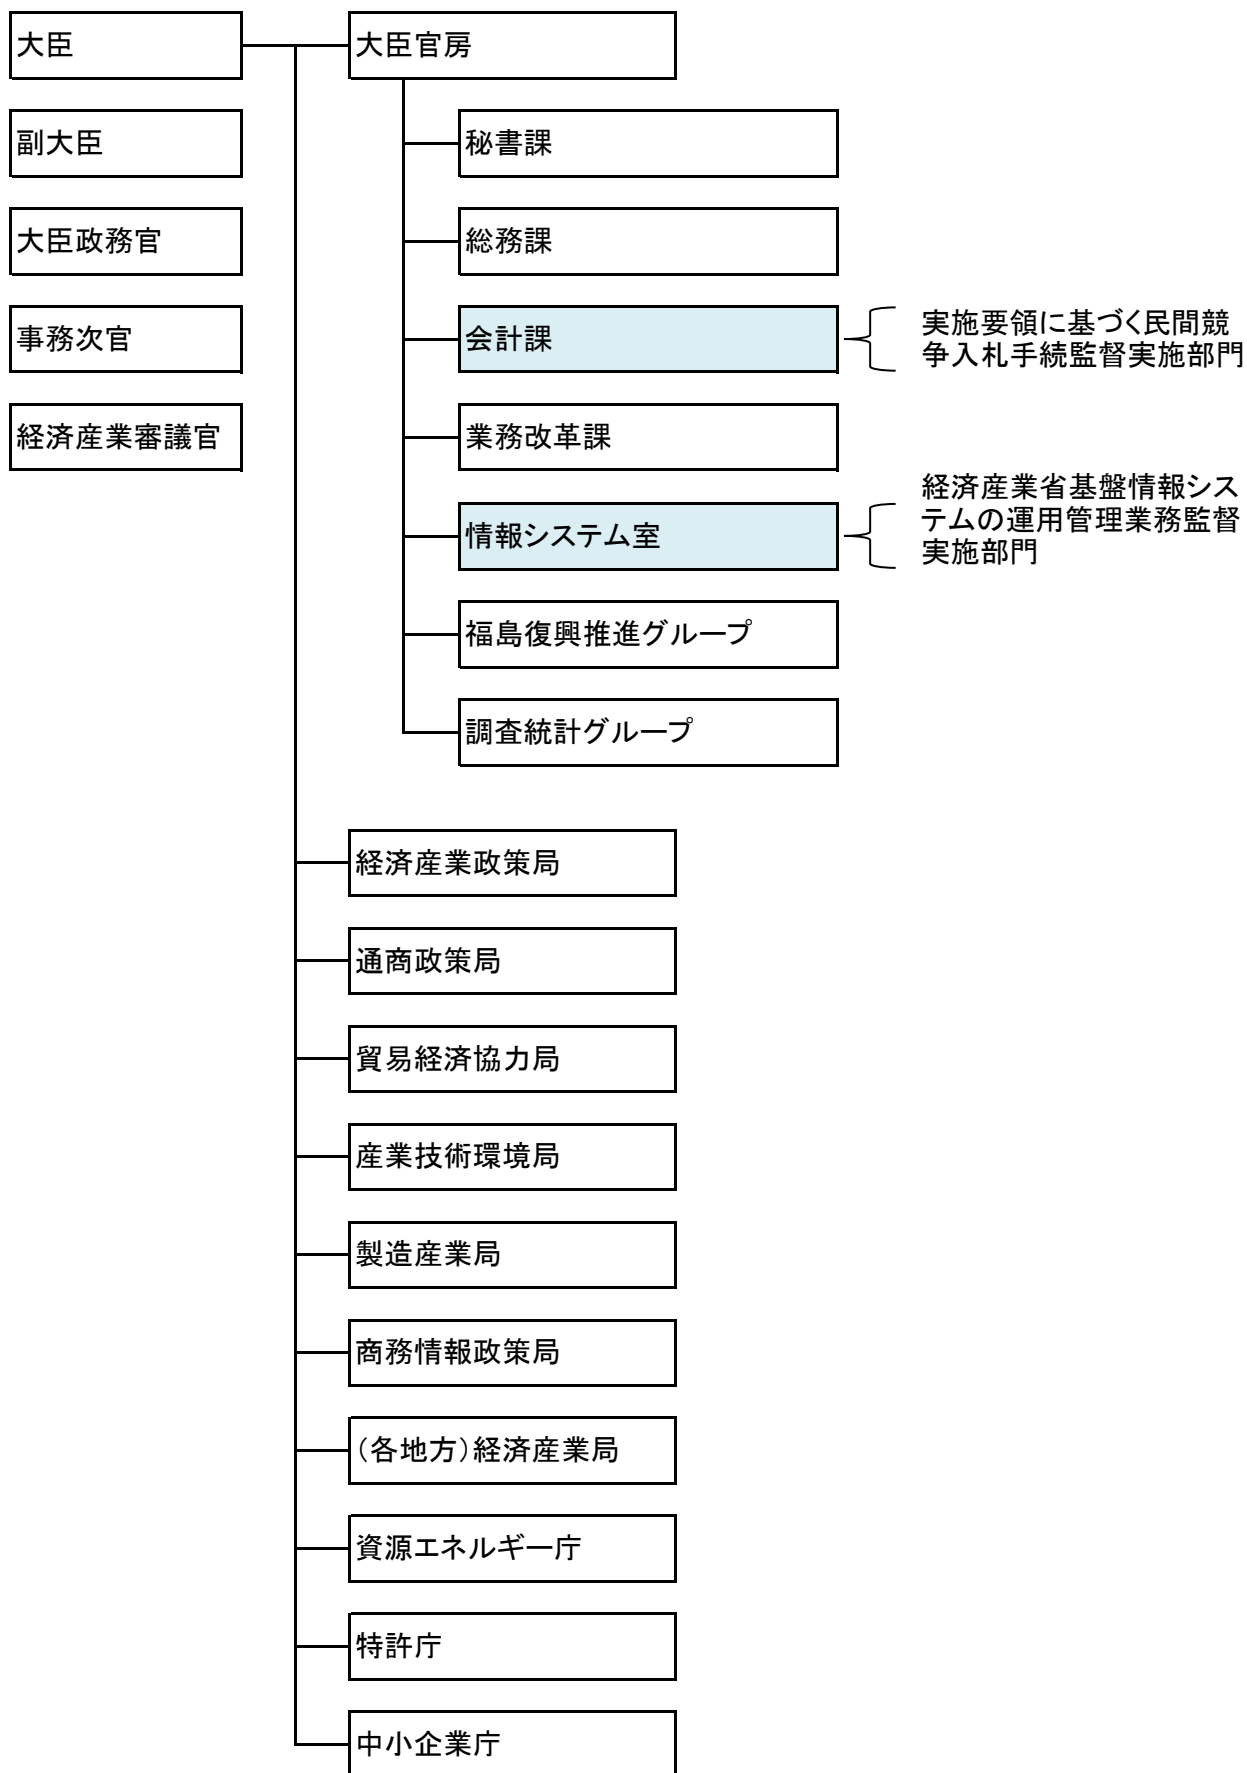 大臣
大臣官房
副大臣
秘書課
大臣政務官
総務課
事務次官
会計課
実施要領に基づく民間競
争入札手続監督実施部門
経済産業審議官
業務改革課
情報システム室
経済産業省基盤情報シス
テムの運用管理業務監督
実施部門
福島復興推進グループ
調査統計グループ
経済産業政策局
通商政策局
貿易経済協力局
産業技術環境局
製造産業局
商務情報政策局
（各地方）経済産業局
資源エネルギー庁
特許庁
中小企業庁